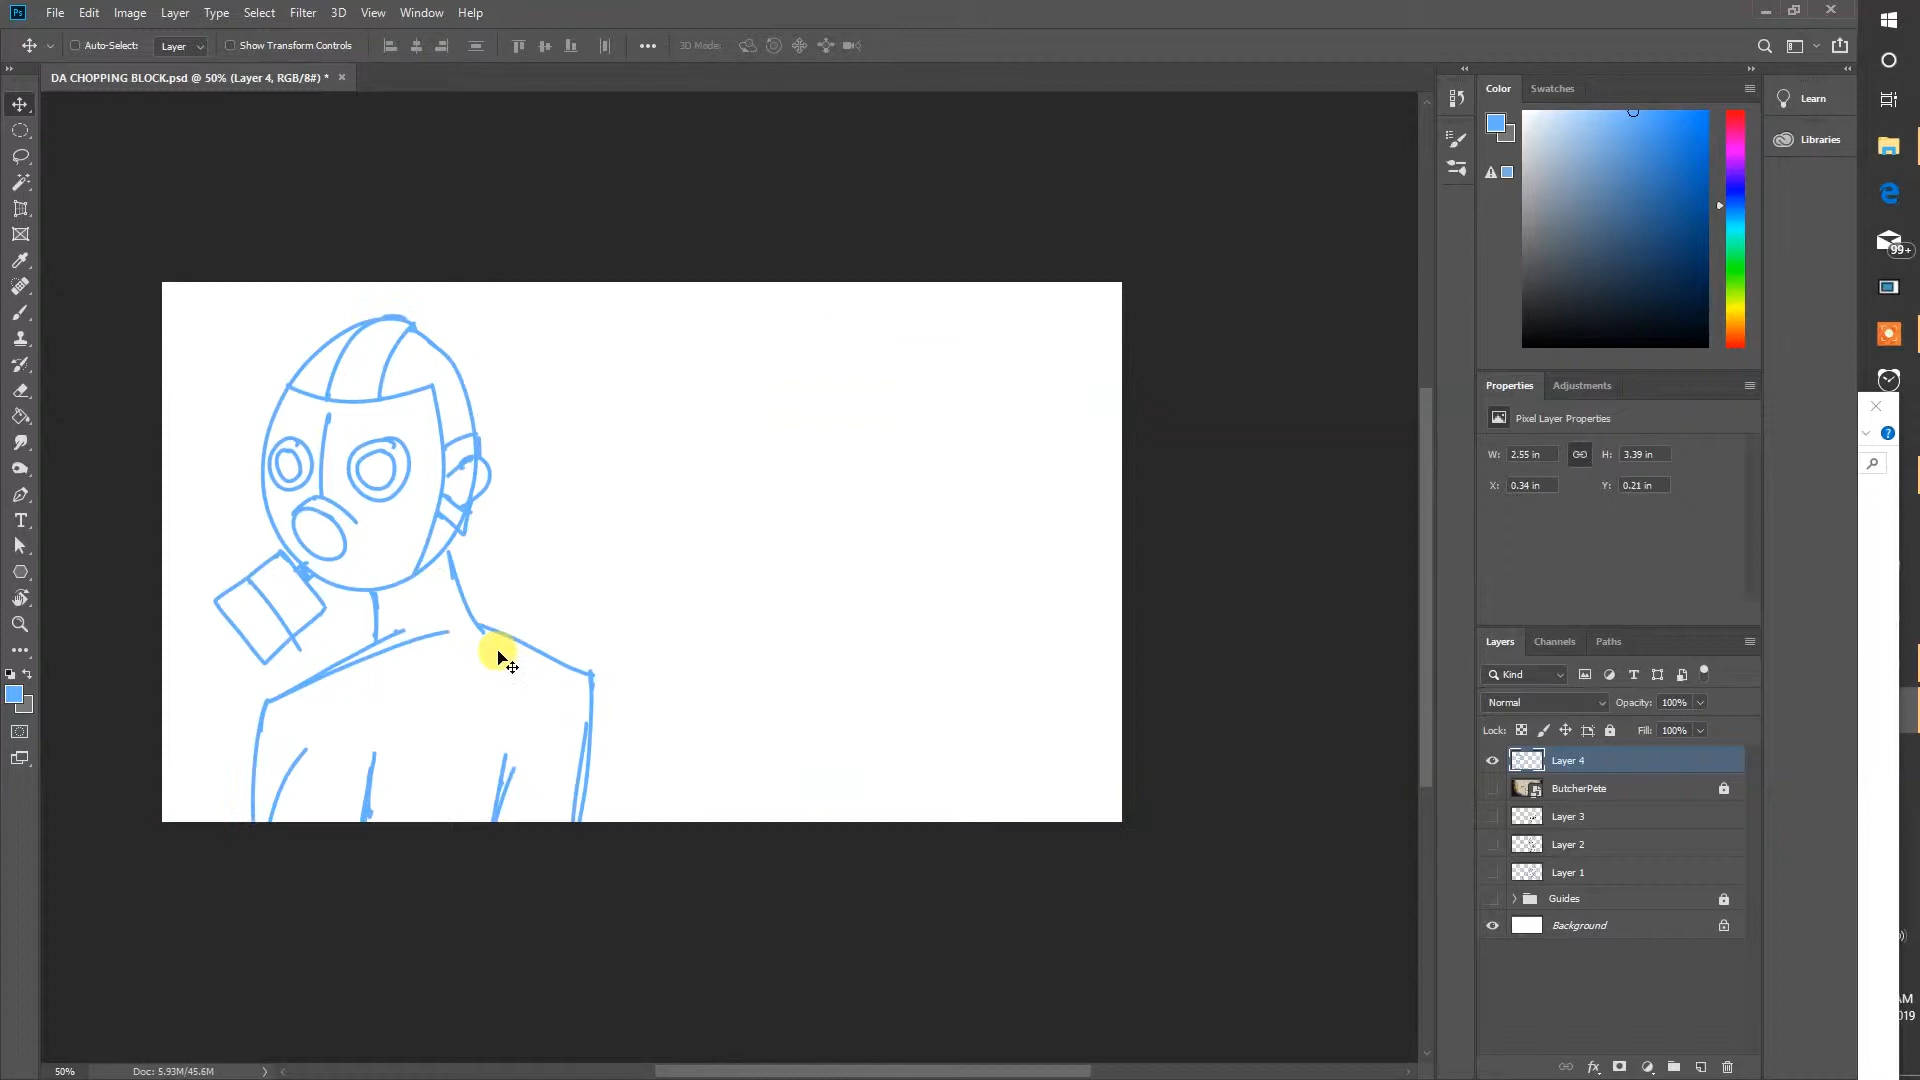 Ps File Edit Image Layer Type Select Filter 3D View Window Help
Auto-Select: Layer Show Transform Controls 3D Mode:
DA CHOPPING BLOCK.psd @ 50% (Layer 4, RGB/8#) * ×
Color Swatches
Learn
Libraries
99+
Properties Adjustments
Pixel Layer Properties
W: 2.55 in H: 3.39 in
X: 0.34 in Y: 0.21 in
Layers Channels Paths
Kind
Normal Opacity: 100%
Lock: Fill: 100%
Layer 4
ButcherPete
Layer 3
Layer 2
Layer 1
Guides
Background
AM
019
50% Doc: 5.93M/45.6M